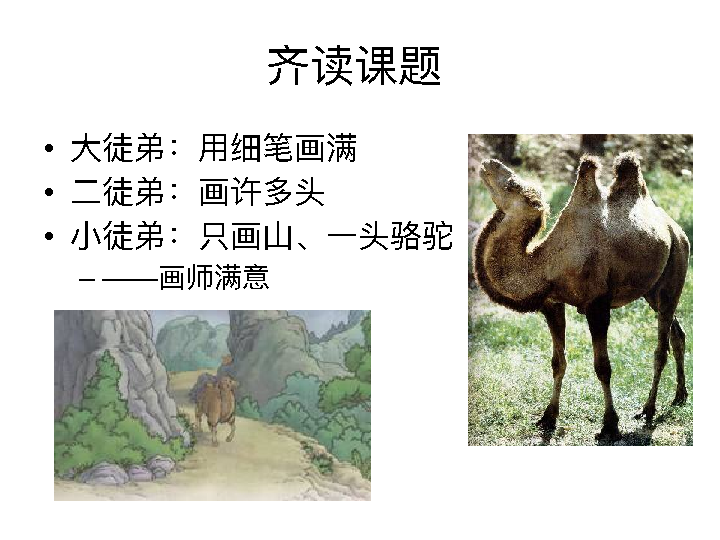 齐读课题
• 大徒弟：用细笔画满
• 二徒弟：画许多头
• 小徒弟：只画山、一头骆驼
– ——画师满意